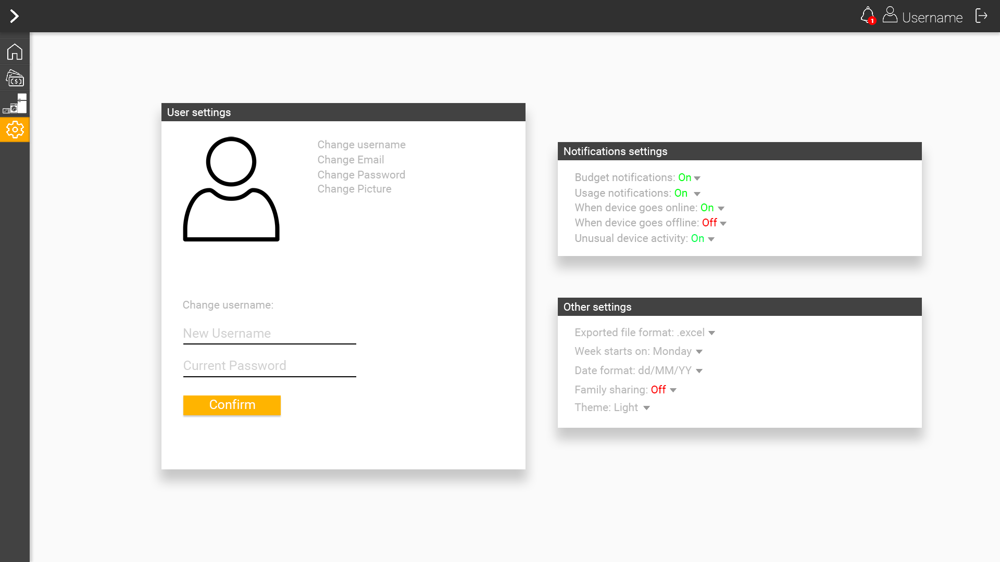 1
Username
User settings
Change username
Change Email
Change Password
Change Picture
Change username:
New Username
Current Password
Confirm
Notifications settings
Budget notifications: On
Usage notifications: On
When device goes online: On
When device goes offline: Off
Unusual device activity: On
Other settings
Exported file format: .excel
Week starts on: Monday
Date format: dd/MM/YY
Family sharing: Off
Theme: Light